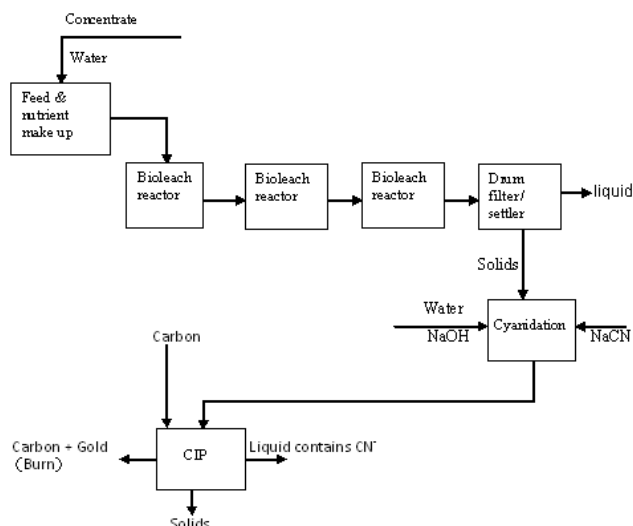 Concentrate
Water
Feed &
nutrient
make up
Bioleach
reactor
Bioleach
reactor
Bioleach
reactor
Drum
filter/
settler
liquid
Solids
Water
NaOH
Cyanidation
NaCN
Carbon
Carbon + Gold
(Burn)
CIP
Liquid contains CN⁻
Solids